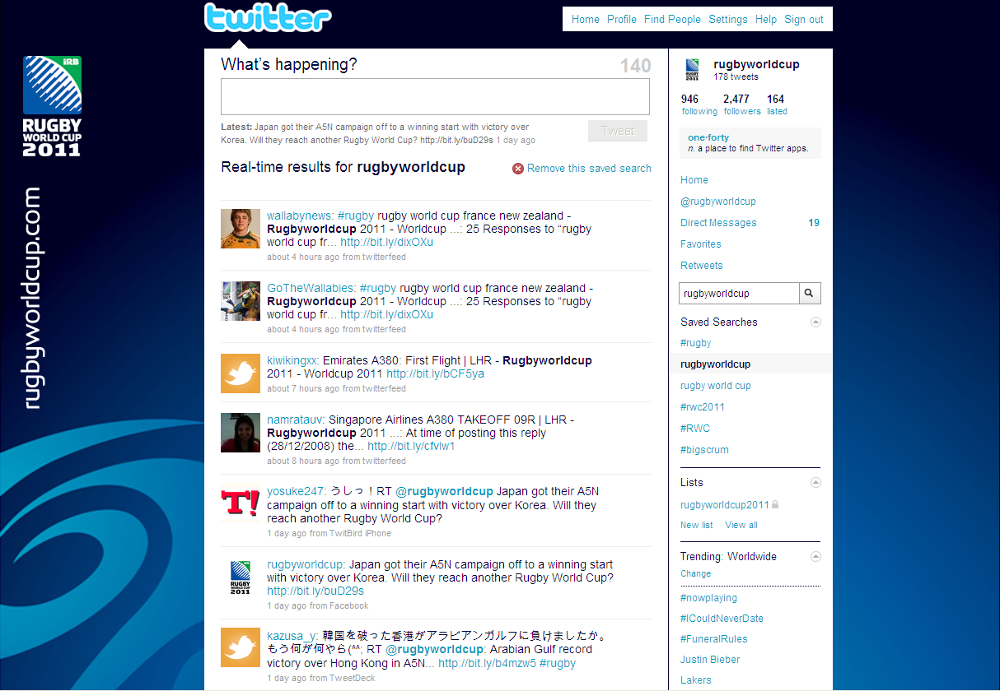 twitter
Home Profile Find People Settings Help Sign out
iRB
RUGBY
WORLD CUP
2011
rugbyworldcup.com
What's happening?
140
Latest: Japan got their A5N campaign off to a winning start with victory over
Korea. Will they reach another Rugby World Cup? http://bit.ly/buD29s 1 day ago
Tweet
Real-time results for rugbyworldcup
Remove this saved search
wallabynews: #rugby rugby world cup france new zealand -
Rugbyworldcup 2011 - Worldcup ...: 25 Responses to “rugby
world cup fr... http://bit.ly/dixOXu
about 4 hours ago from twitterfeed
GoTheWallabies: #rugby rugby world cup france new zealand -
Rugbyworldcup 2011 - Worldcup ...: 25 Responses to “rugby
world cup fr... http://bit.ly/dixOXu
about 4 hours ago from twitterfeed
kiwikingxx: Emirates A380: First Flight | LHR - Rugbyworldcup
2011 - Worldcup 2011 http://bit.ly/bCF5ya
about 7 hours ago from twitterfeed
namratauv: Singapore Airlines A380 TAKEOFF 09R | LHR -
Rugbyworldcup 2011 ...: At time of posting this reply
(28/12/2008) the... http://bit.ly/cfvlw1
about 8 hours ago from twitterfeed
T!
yosuke247: うしっ！RT @rugbyworldcup Japan got their A5N
campaign off to a winning start with victory over Korea. Will they
reach another Rugby World Cup?
1 day ago from TwitBird iPhone
RUGBY
WORLD CUP
2011
rugbyworldcup: Japan got their A5N campaign off to a winning start
with victory over Korea. Will they reach another Rugby World Cup?
http://bit.ly/buD29s
1 day ago from Facebook
kazusa_y: 韓国を破った香港がアラビアンガルフに負けましたか。
もう何が何やら(^^; RT @rugbyworldcup: Arabian Gulf record
victory over Hong Kong in A5N... http://bit.ly/b4mzw5 #rugby
1 day ago from TweetDeck
RUGBY
WORLD CUP
2011
rugbyworldcup
178 tweets
946 2,477 164
following followers listed
one·forty
n. a place to find Twitter apps.
Home
@rugbyworldcup
Direct Messages 19
Favorites
Retweets
rugbyworldcup
Saved Searches
#rugby
rugbyworldcup
rugby world cup
#rwc2011
#RWC
#bigscrum
Lists
rugbyworldcup2011
New list View all
Trending: Worldwide
Change
#nowplaying
#ICouldNeverDate
#FuneralRules
Justin Bieber
Lakers